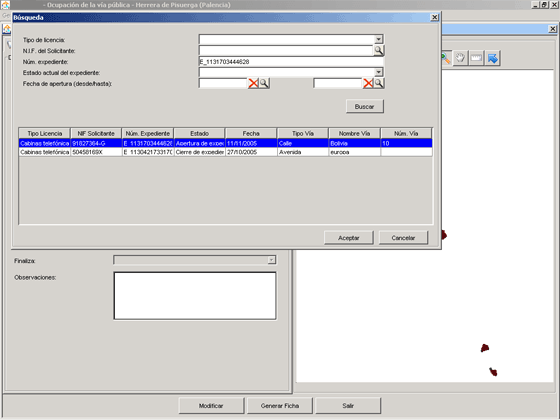 - Ocupación de la vía pública - Herrera de Pisuerga (Palencia)
Búsqueda
Tipo de licencia:
N.I.F. del Solicitante:
Núm. expediente: E_1131703444628
Estado actual del expediente:
Fecha de apertura (desde/hasta):
Buscar
Tipo Licencia NIF Solicitante Núm. Expediente Estado Fecha Tipo Vía Nombre Vía Núm. Vía
Cabinas telefónica 91827364-G E_1131703444628 Apertura de exped 11/11/2005 Calle Bolivia 10
Cabinas telefónica 50458169X E_113042173317 Cierre de expedier 27/10/2005 Avenida europa
Aceptar Cancelar
Finaliza:
Observaciones:
Modificar Generar Ficha Salir